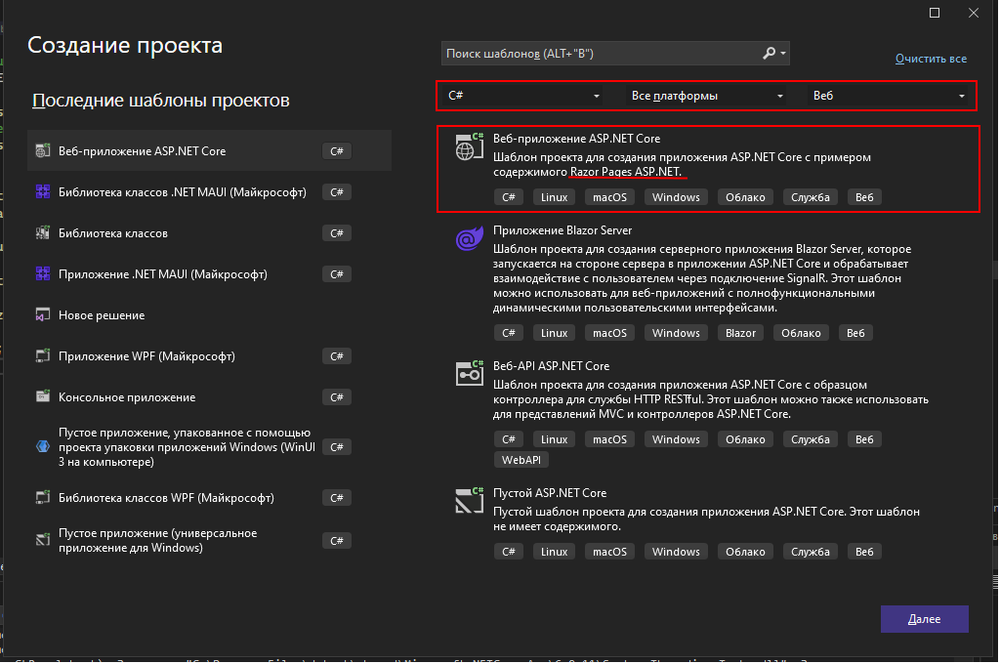 Создание проекта
Поиск шаблонов (ALT+"В")
Очистить все
Последние шаблоны проектов
C#
Все платформы
Веб
Веб-приложение ASP.NET Core
C#
Библиотека классов .NET MAUI (Майкрософт)
C#
Библиотека классов
C#
Приложение .NET MAUI (Майкрософт)
C#
Новое решение
Приложение WPF (Майкрософт)
C#
Консольное приложение
C#
Пустое приложение, упакованное с помощью
проекта упаковки приложений Windows (WinUI
3 на компьютере)
C#
Библиотека классов WPF (Майкрософт)
C#
Пустое приложение (универсальное
приложение для Windows)
C#
Веб-приложение ASP.NET Core
Шаблон проекта для создания приложения ASP.NET Core с примером
содержимого Razor Pages ASP.NET.
C# Linux macOS Windows Облако Служба Веб
Приложение Blazor Server
Шаблон проекта для создания серверного приложения Blazor Server, которое
запускается на стороне сервера в приложении ASP.NET Core и обрабатывает
взаимодействие с пользователем через подключение SignalR. Этот шаблон
можно использовать для веб-приложений с полнофункциональными
динамическими пользовательскими интерфейсами.
C# Linux macOS Windows Blazor Облако Веб
Веб-API ASP.NET Core
Шаблон проекта для создания приложения ASP.NET Core с образцом
контроллера для службы HTTP RESTful. Этот шаблон можно также использовать
для представлений MVC и контроллеров ASP.NET Core.
C# Linux macOS Windows Облако Служба Веб
WebAPI
Пустой ASP.NET Core
Пустой шаблон проекта для создания приложения ASP.NET Core. Этот шаблон
не имеет содержимого.
C# Linux macOS Windows Облако Служба Веб
Далее